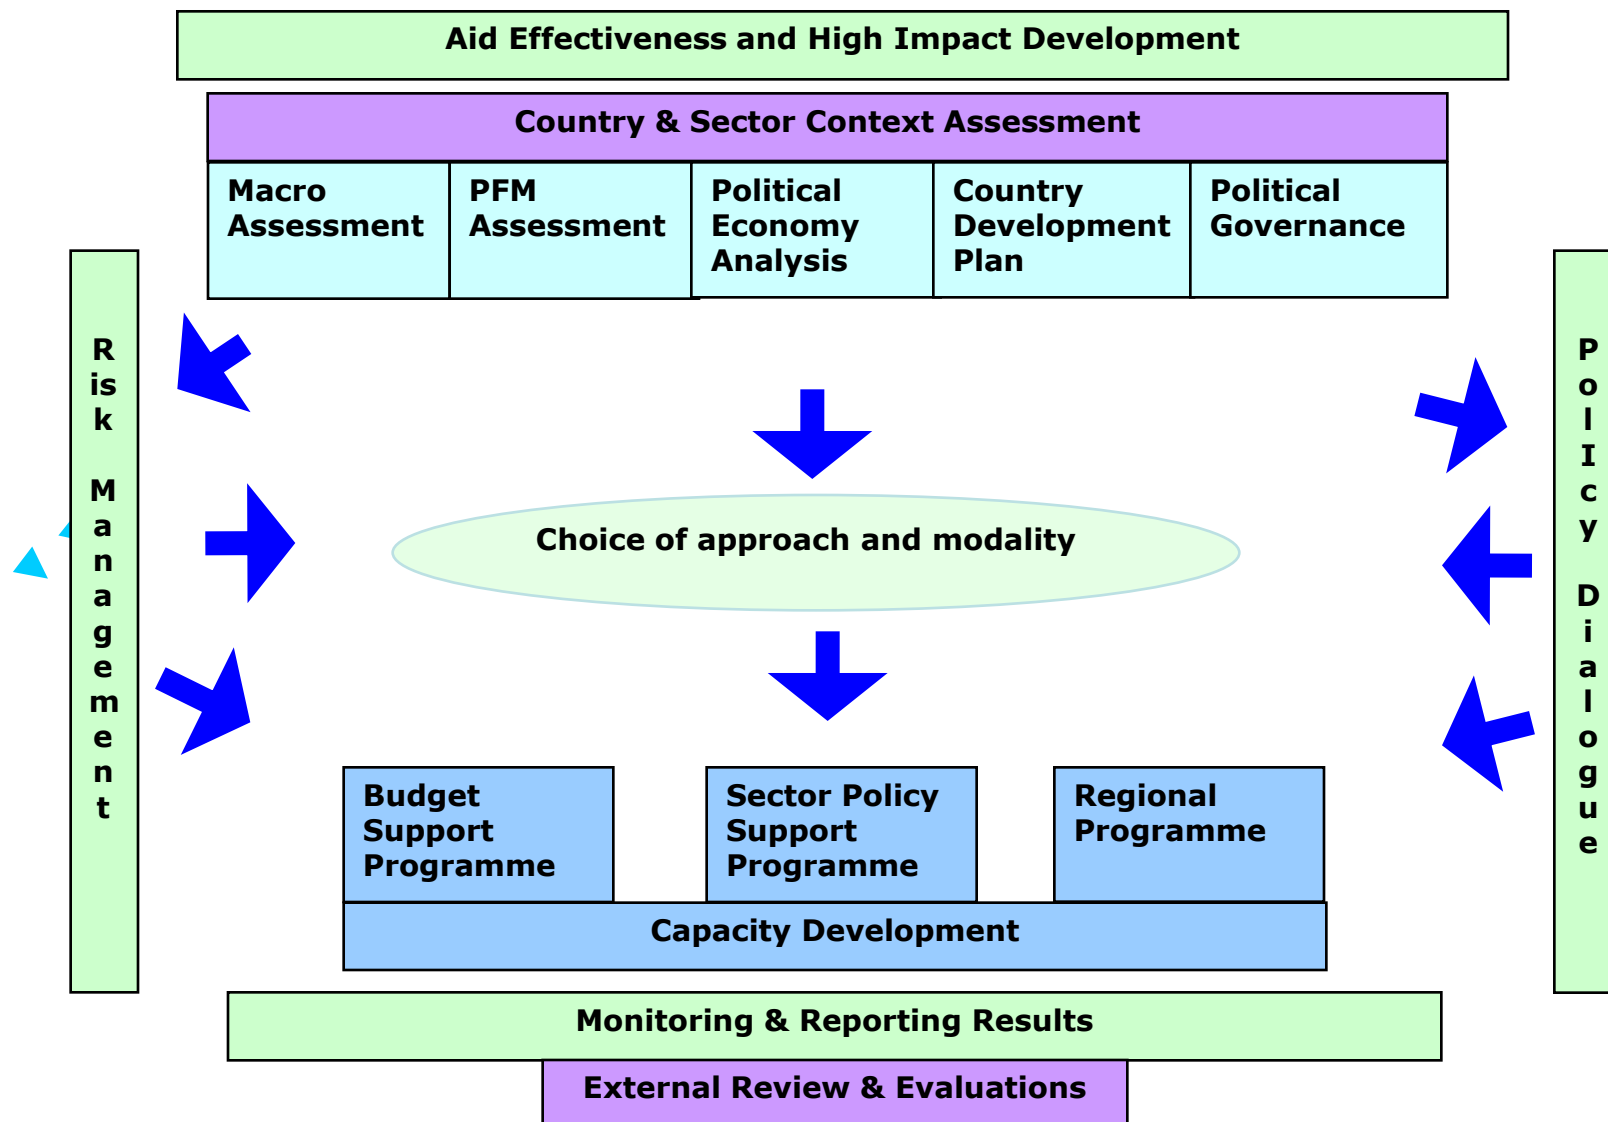 Aid Effectiveness and High Impact Development
Country & Sector Context Assessment
Macro
Assessment
PFM
Assessment
Political
Economy
Analysis
Country
Development
Plan
Political
Governance
R
is
k
M
a
n
a
g
e
m
e
n
t
P
o
l
I
c
y
D
i
a
l
o
g
u
e
Choice of approach and modality
Budget
Support
Programme
Sector Policy
Support
Programme
Regional
Programme
Capacity Development
Monitoring & Reporting Results
External Review & Evaluations